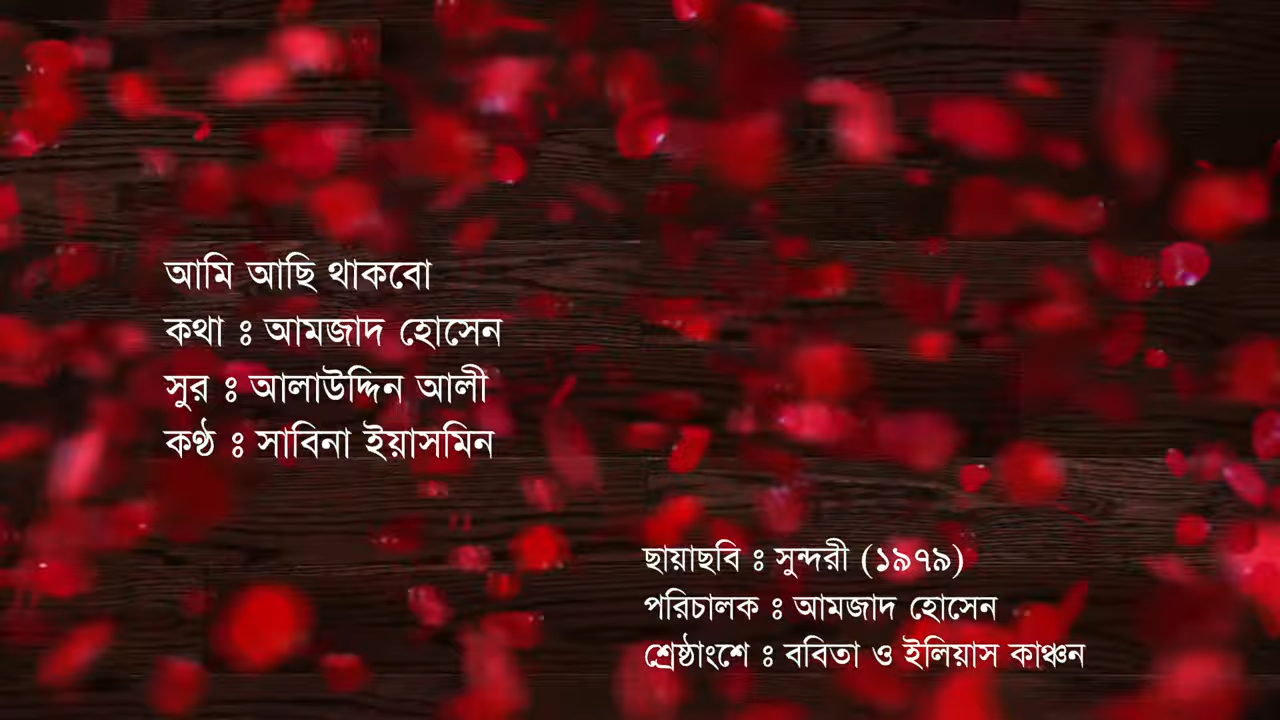 আমি আছি থাকবো
কথা ঃ আমজাদ হোসেন
সুর ঃ আলাউদ্দিন আলী
কণ্ঠ ঃ সাবিনা ইয়াসমিন
ছায়াছবি ঃ সুন্দরী (১৯৭৯)
পরিচালক ঃ আমজাদ হোসেন
শ্রেষ্ঠাংশে ঃ ববিতা ও ইলিয়াস কাঞ্চন